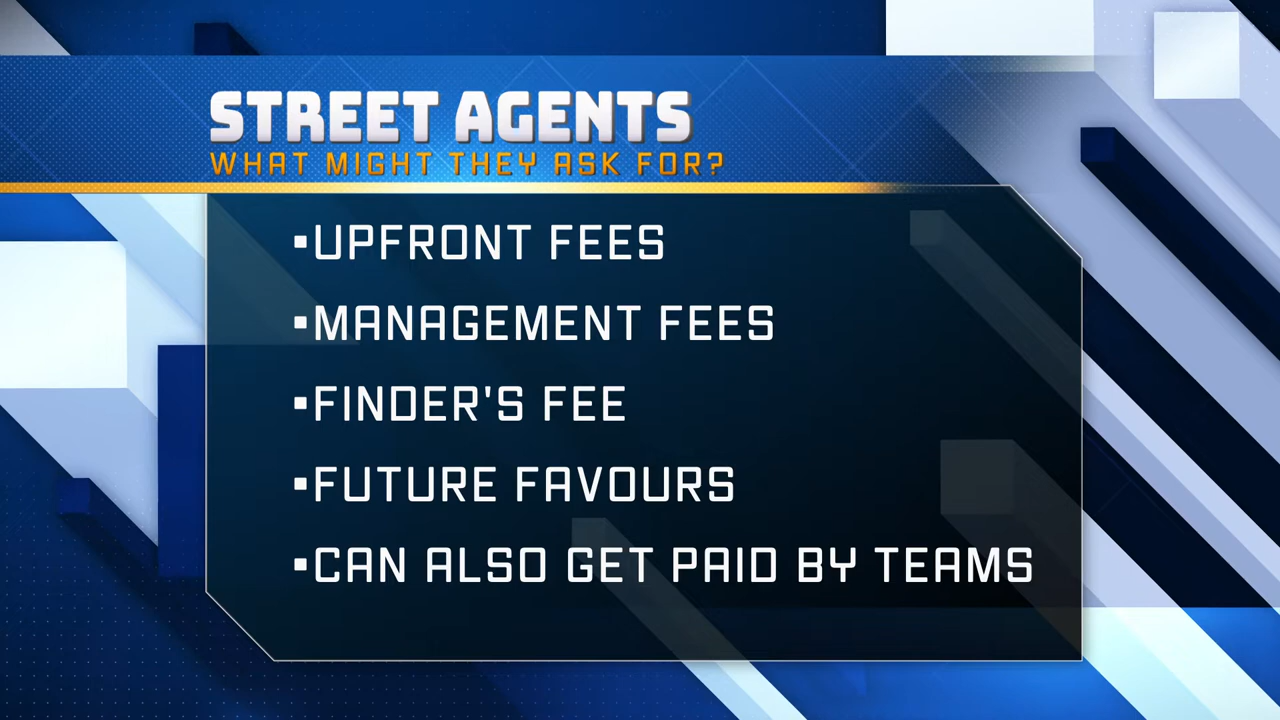 STREET AGENTS
WHAT MIGHT THEY ASK FOR?
▪UPFRONT FEES
▪MANAGEMENT FEES
▪FINDER'S FEE
▪FUTURE FAVOURS
▪CAN ALSO GET PAID BY TEAMS